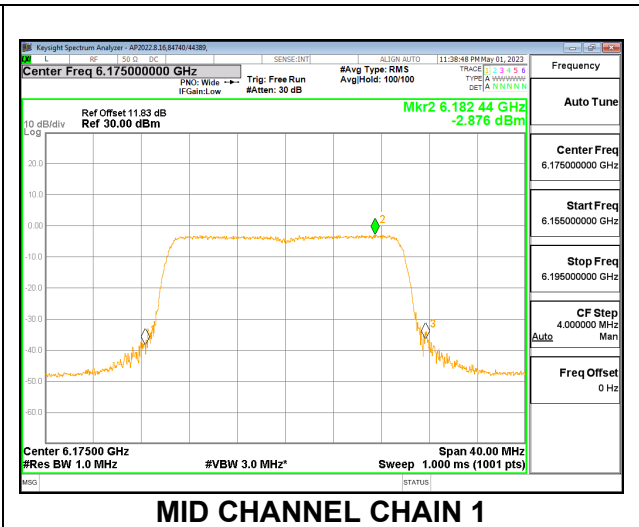 Keysight Spectrum Analyzer - AP2022.8.16,84740/44389,
L RF 50 Ω DC SENSE:INT ALIGN AUTO 11:38:48 PM May 01, 2023
Center Freq 6.175000000 GHz
PNO: Wide
IFGain:Low
Trig: Free Run
#Atten: 30 dB
#Avg Type: RMS
Avg|Hold: 100/100
TRACE 1 2 3 4 5 6
TYPE A WWWWW
DET A N N N N N
Frequency
Auto Tune
Center Freq
6.175000000 GHz
Start Freq
6.155000000 GHz
Stop Freq
6.195000000 GHz
CF Step
4.000000 MHz
Auto Man
Freq Offset
0 Hz
Mkr2 6.182 44 GHz
-2.876 dBm
Ref Offset 11.83 dB
10 dB/div Ref 30.00 dBm
Log
20.0
10.0
0.00
-10.0
-20.0
-30.0
-40.0
-50.0
-60.0
2
3
Center 6.17500 GHz Span 40.00 MHz
#Res BW 1.0 MHz #VBW 3.0 MHz* Sweep 1.000 ms (1001 pts)
MSG STATUS
MID CHANNEL CHAIN 1